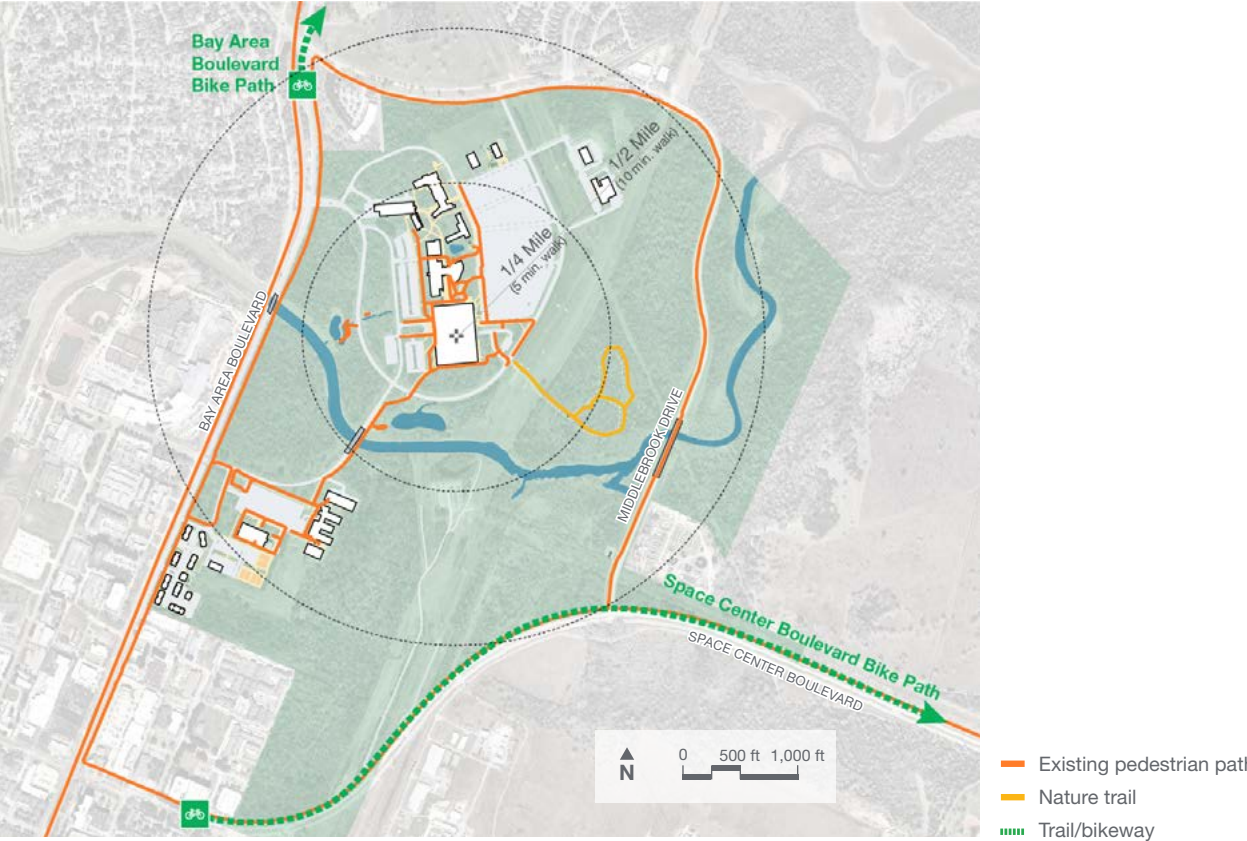 Bay Area
Boulevard
Bike Path
1/2 Mile
(10 min. walk)
1/4 Mile
(5 min. walk)
BAY AREA BOULEVARD
MIDDLEBROOK DRIVE
Space Center Boulevard Bike Path
SPACE CENTER BOULEVARD
N
0 500 ft 1,000 ft
Existing pedestrian path
Nature trail
Trail/bikeway